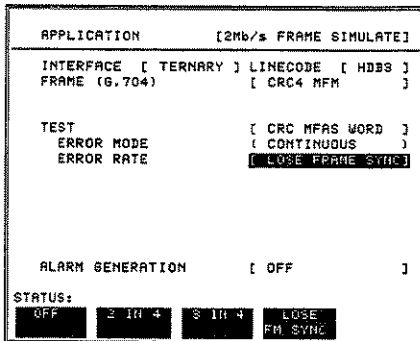 APPLICATION [2Mb/s FRAME SIMULATE]
INTERFACE [ TERNARY ] LINECODE [ HDB3 ]
FRAME (G.704) [ CRC4 MFM ]
TEST [ CRC MFAS WORD ]
ERROR MODE [ CONTINUOUS ]
ERROR RATE [ LOSE FRAME SYNC]
ALARM GENERATION [ OFF ]
STATUS:
OFF 2 IN 4 3 IN 4 LOSE
FM SYNC